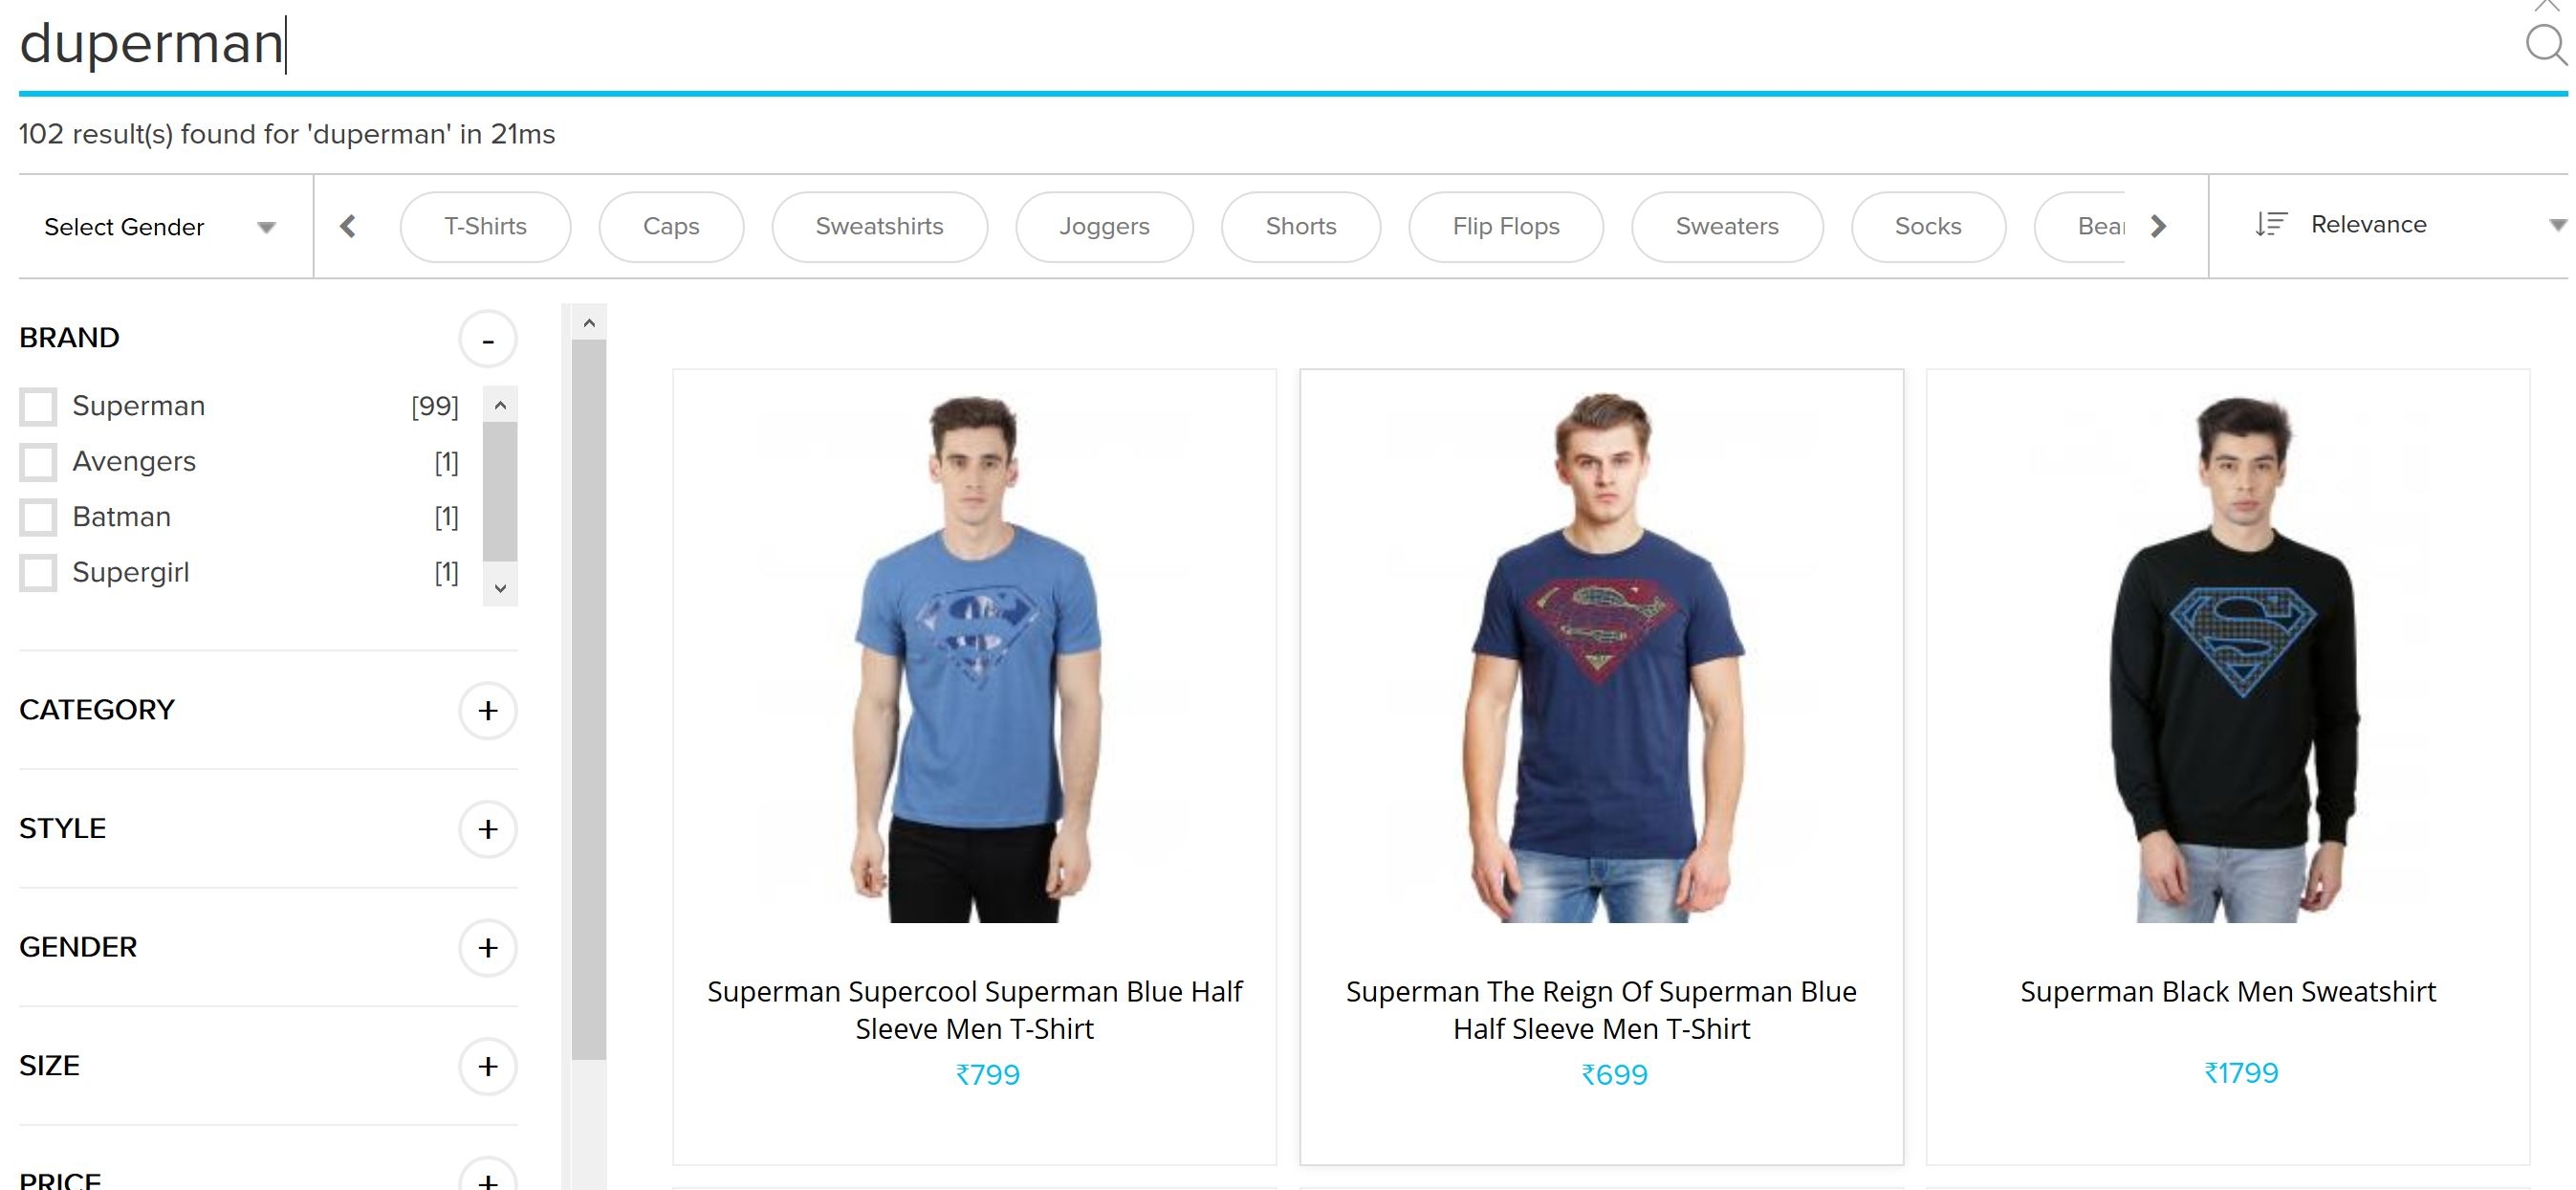 duperman
102 result(s) found for 'duperman' in 21ms
Select Gender
T-Shirts
Caps
Sweatshirts
Joggers
Shorts
Flip Flops
Sweaters
Socks
Relevance
BRAND
-
Superman [99]
Avengers [1]
Batman [1]
Supergirl [1]
CATEGORY +
STYLE +
GENDER +
SIZE +
PRICE +
Superman Supercool Superman Blue Half
Sleeve Men T-Shirt
₹799
Superman The Reign Of Superman Blue
Half Sleeve Men T-Shirt
₹699
Superman Black Men Sweatshirt
₹1799